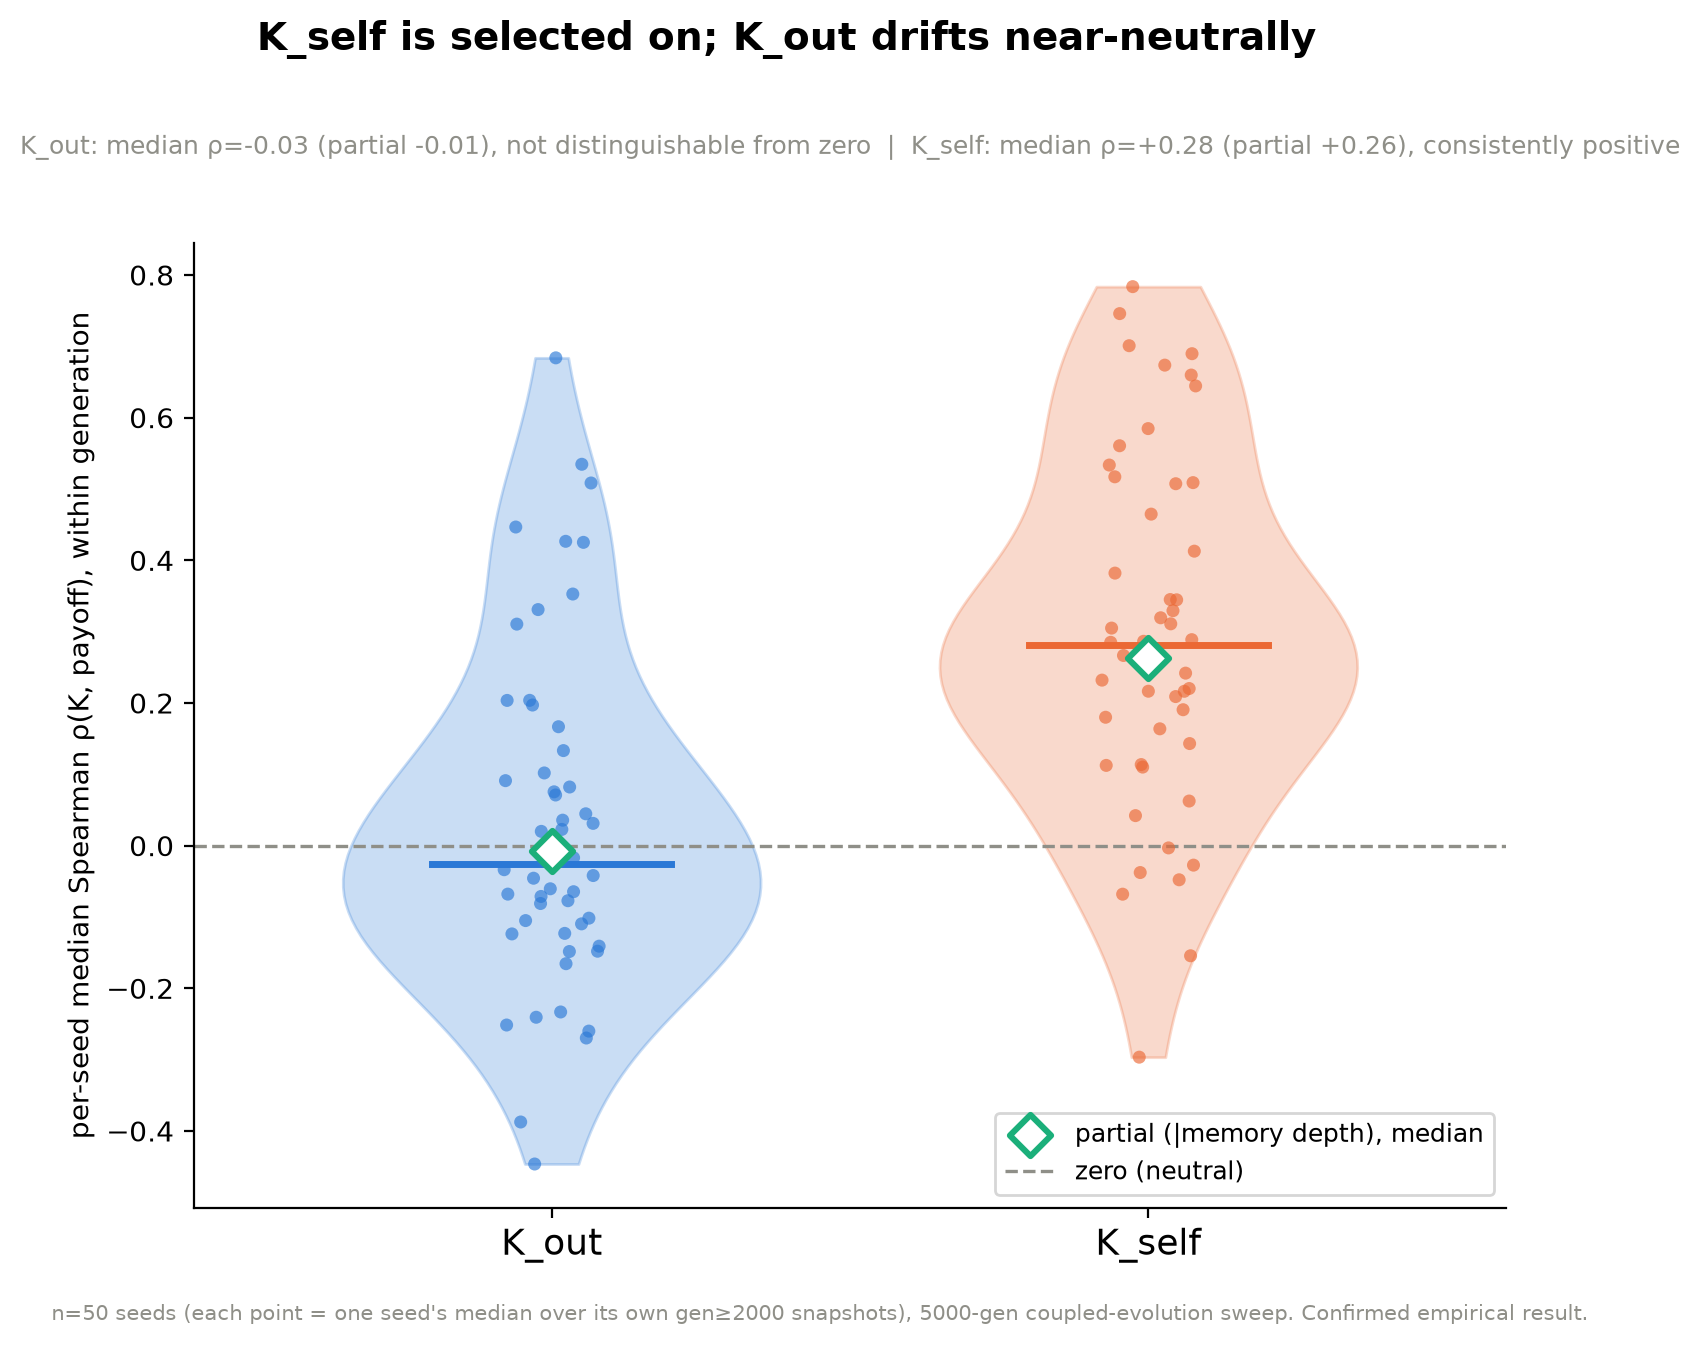 K_self is selected on; K_out drifts near-neutrally
K_out: median ρ=-0.03 (partial -0.01), not distinguishable from zero | K_self: median ρ=+0.28 (partial +0.26), consistently positive
per-seed median Spearman ρ(K, payoff), within generation
0.8
0.6
0.4
0.2
0.0
−0.2
−0.4
partial (|memory depth), median
zero (neutral)
K_out
K_self
n=50 seeds (each point = one seed's median over its own gen≥2000 snapshots), 5000-gen coupled-evolution sweep. Confirmed empirical result.